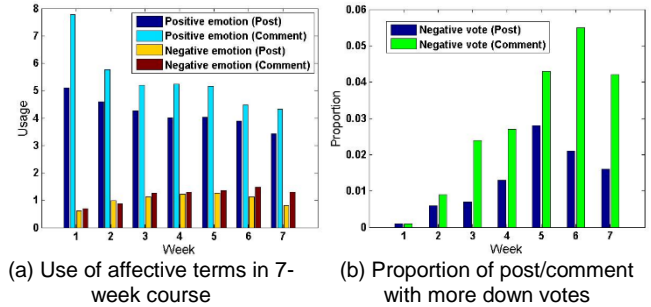 8
7
6
5
4
3
2
1
0
Usage
Positive emotion (Post)
Positive emotion (Comment)
Negative emotion (Post)
Negative emotion (Comment)
1 2 3 4 5 6 7
Week
(a) Use of affective terms in 7-
week course
0.06
0.05
0.04
0.03
0.02
0.01
0
Proportion
Negative vote (Post)
Negative vote (Comment)
1 2 3 4 5 6 7
Week
(b) Proportion of post/comment
with more down votes